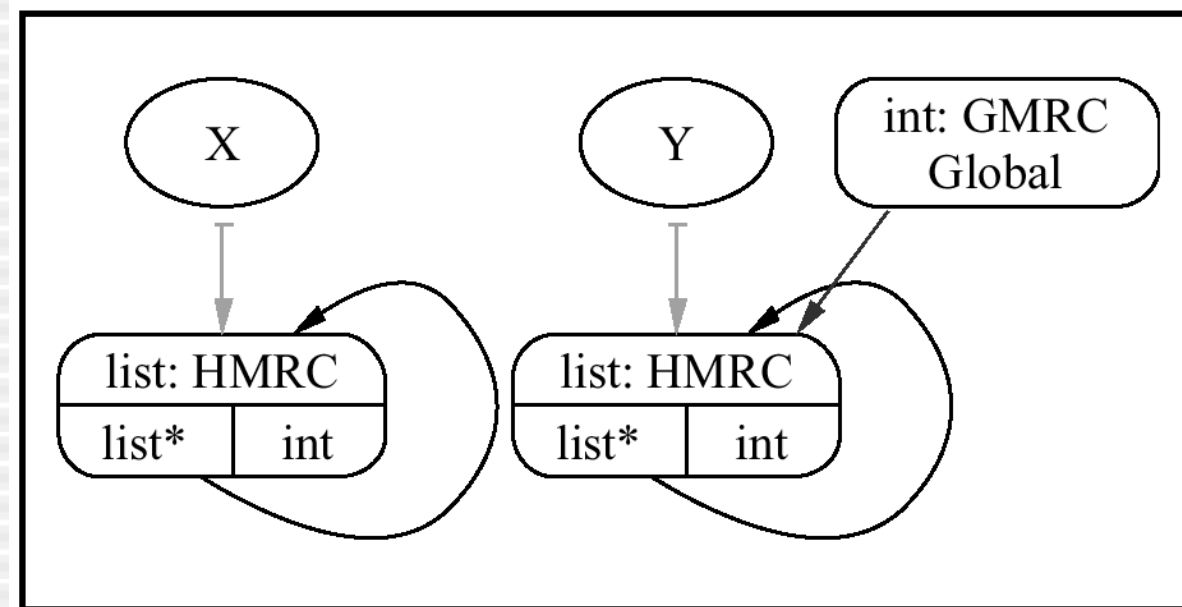 X
Y
int: GMRC
Global
list: HMRC
list*
int
list: HMRC
list*
int